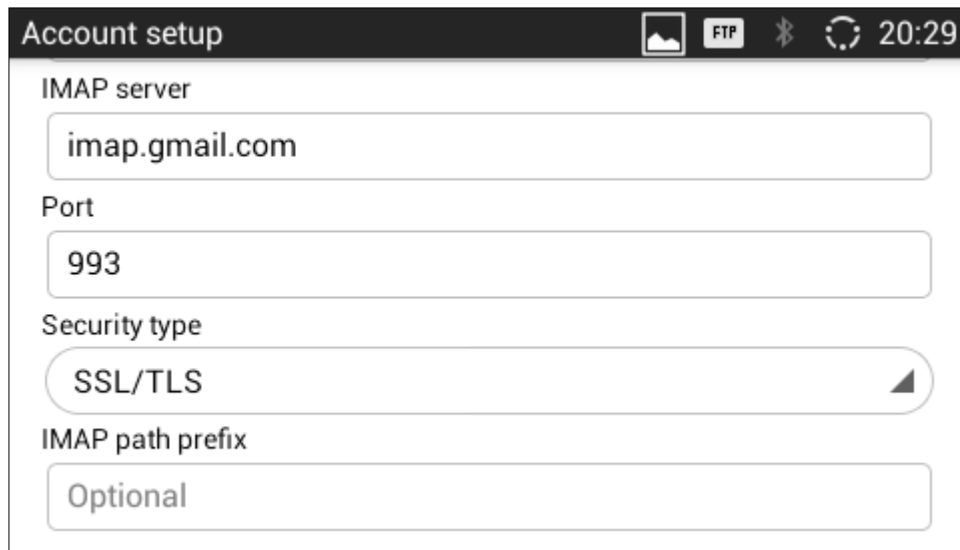 Account setup
FTP
20:29
IMAP server
imap.gmail.com
Port
993
Security type
SSL/TLS
IMAP path prefix
Optional